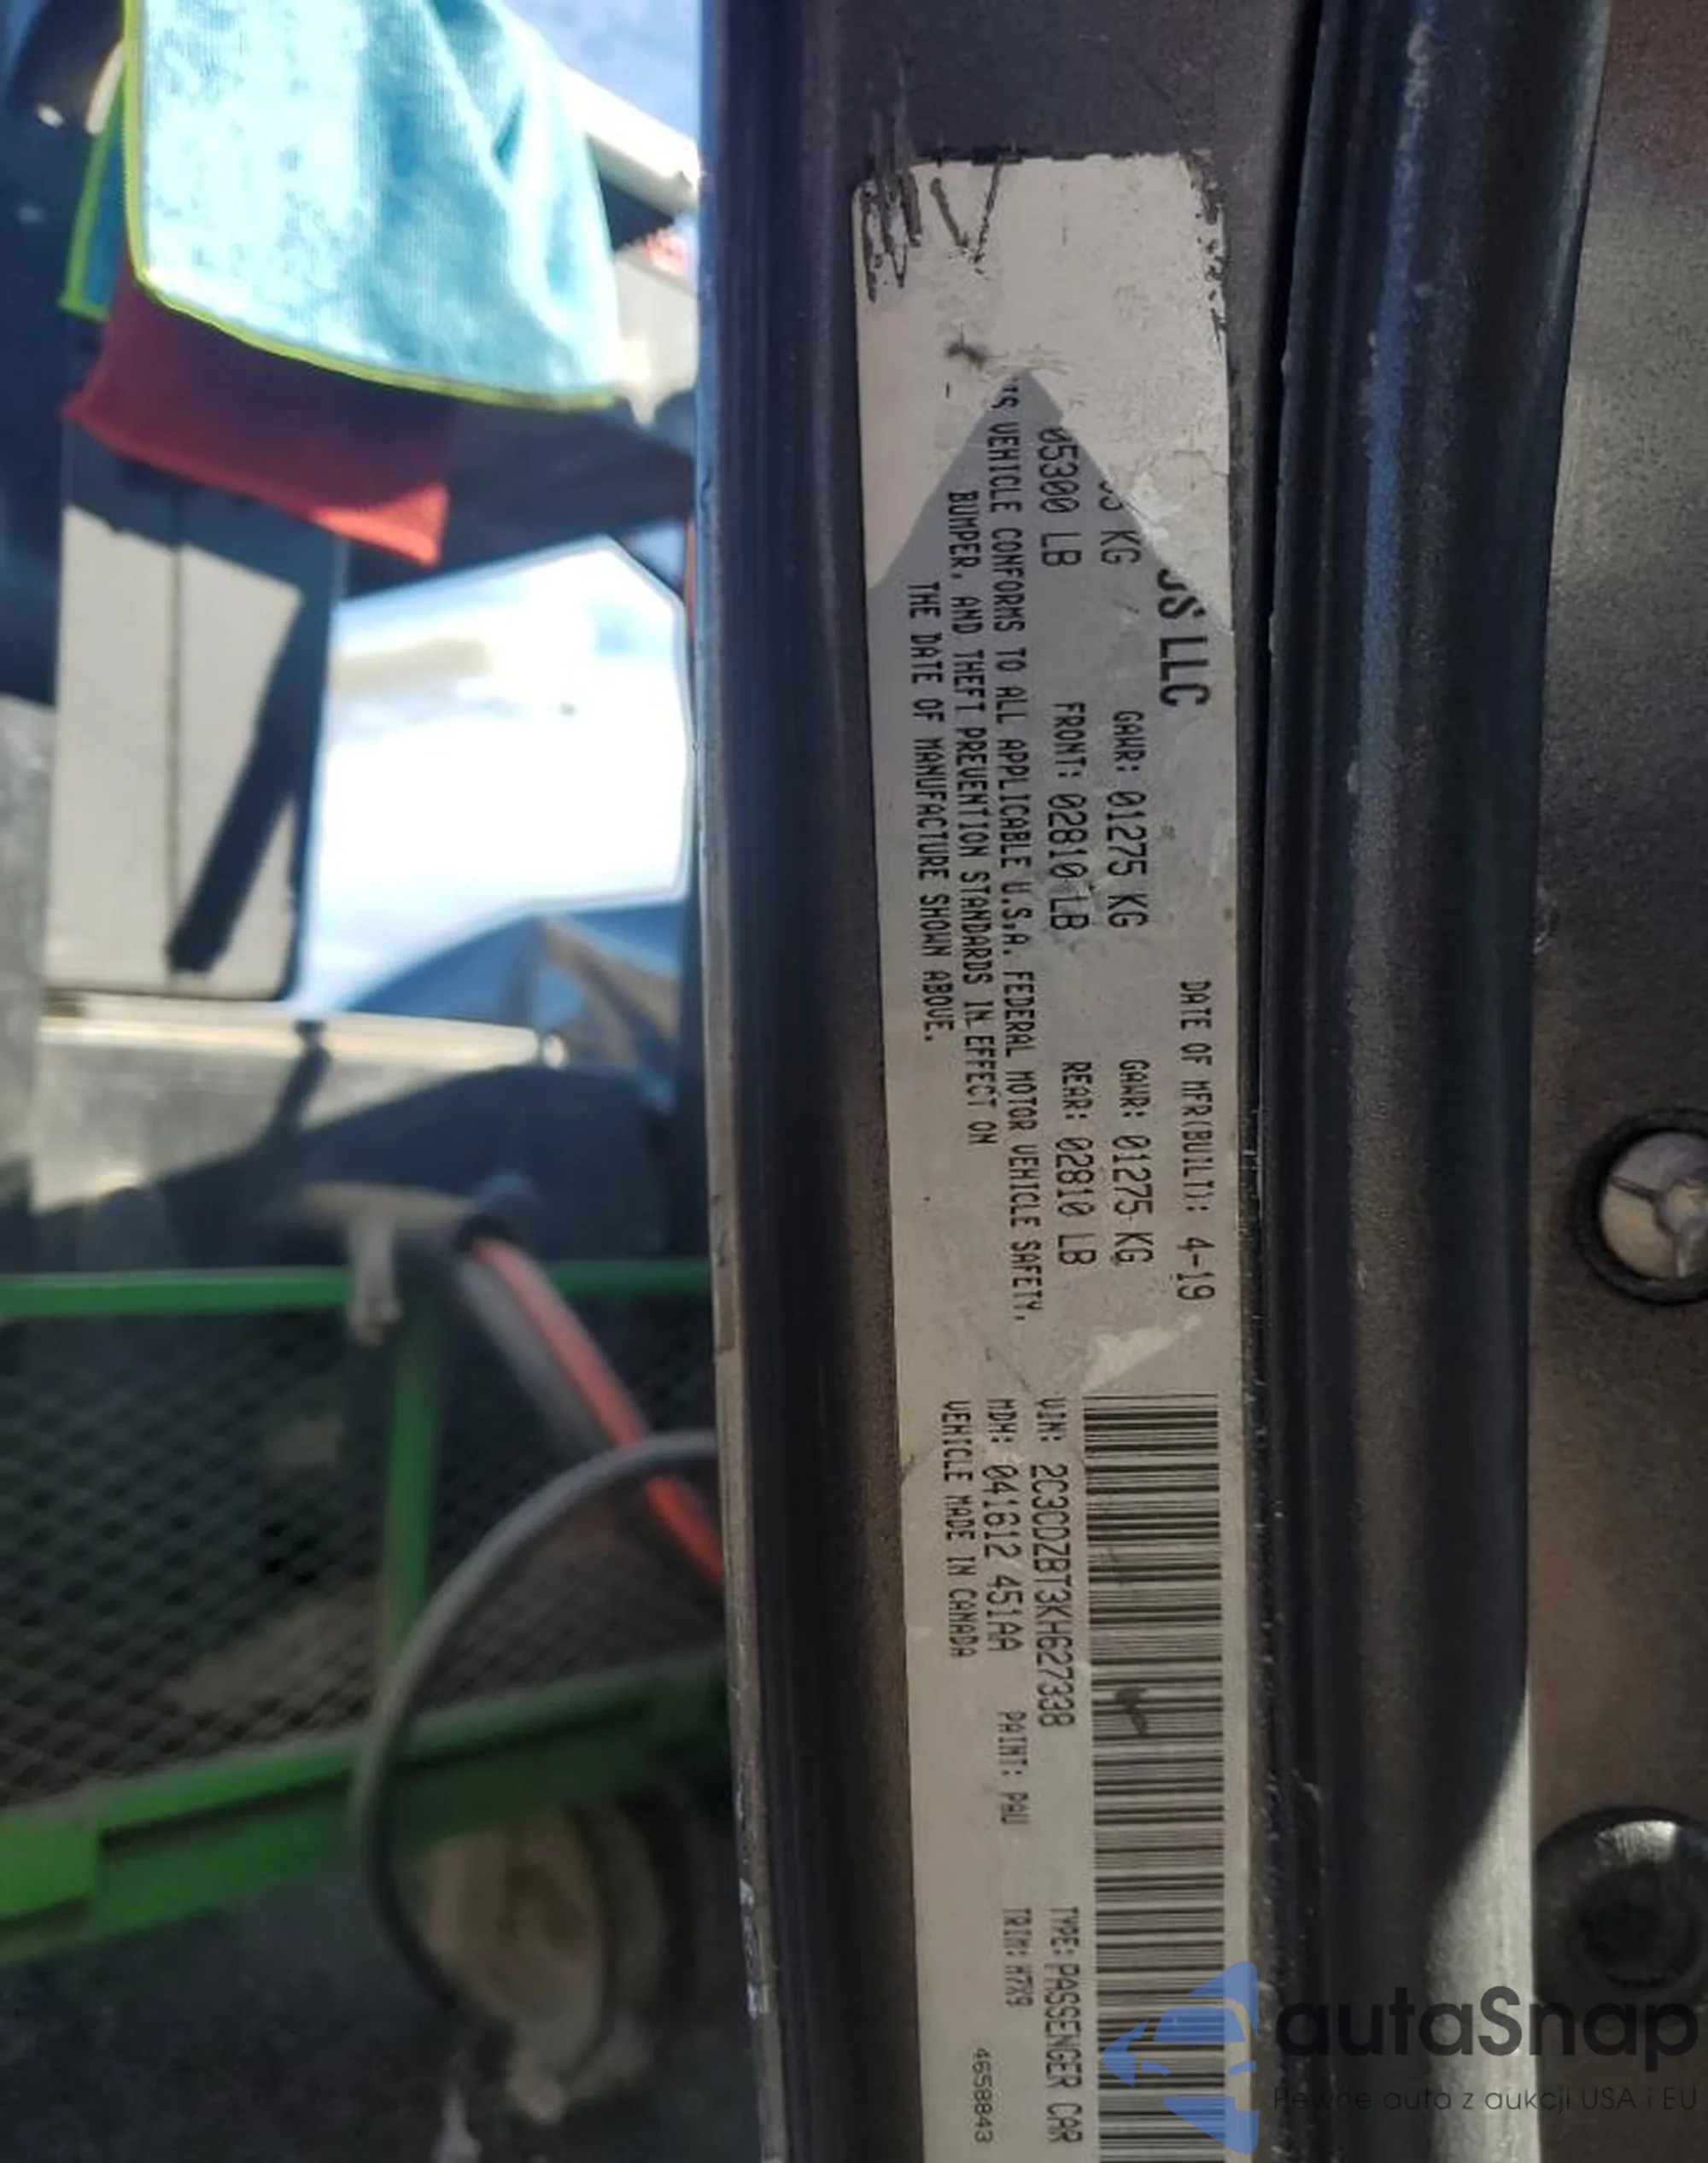 OS LLC
DATE OF MFR(BUILT): 4-19
KG GAWR: 01275 KG GAWR: 01275 KG
05300 LB FRONT: 02810 LB REAR: 02810 LB
VEHICLE CONFORMS TO ALL APPLICABLE U.S.A. FEDERAL MOTOR VEHICLE SAFETY,
BUMPER, AND THEFT PREVENTION STANDARDS IN EFFECT ON
THE DATE OF MANUFACTURE SHOWN ABOVE.
VIN: 2C3CDZBT3KH627338 TYPE: PASSENGER CAR
MDH: 041812 451AA PAINT: PAU TRIM: H7X9
VEHICLE MADE IN CANADA 4658843
autaSnap
Pewne auta z aukcji USA i EU